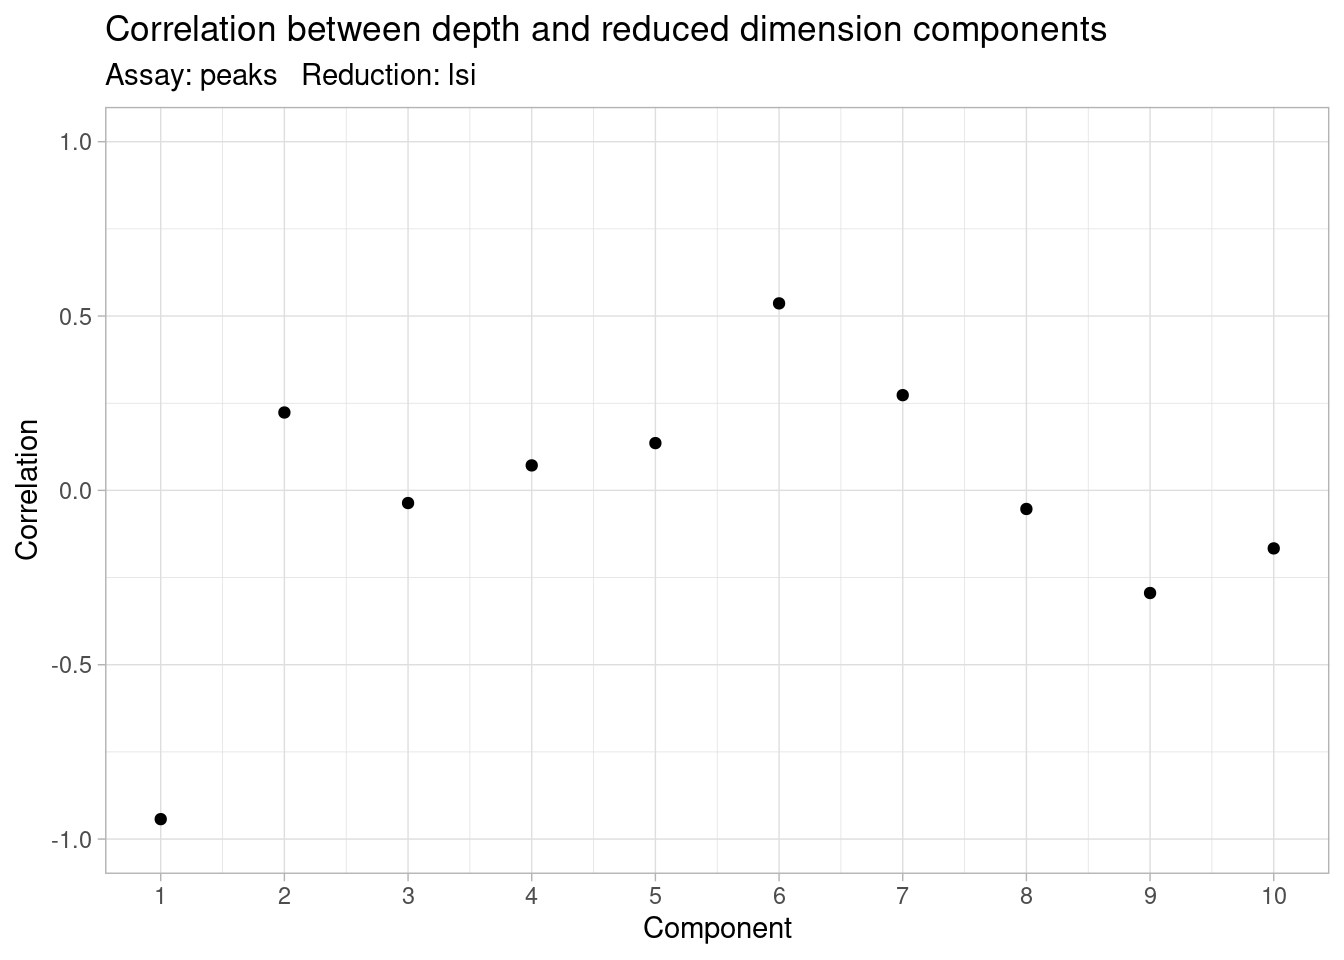 Correlation between depth and reduced dimension components
Assay: peaks   Reduction: lsi
1.0
0.5
0.0
-0.5
-1.0
Correlation
1 2 3 4 5 6 7 8 9 10
Component